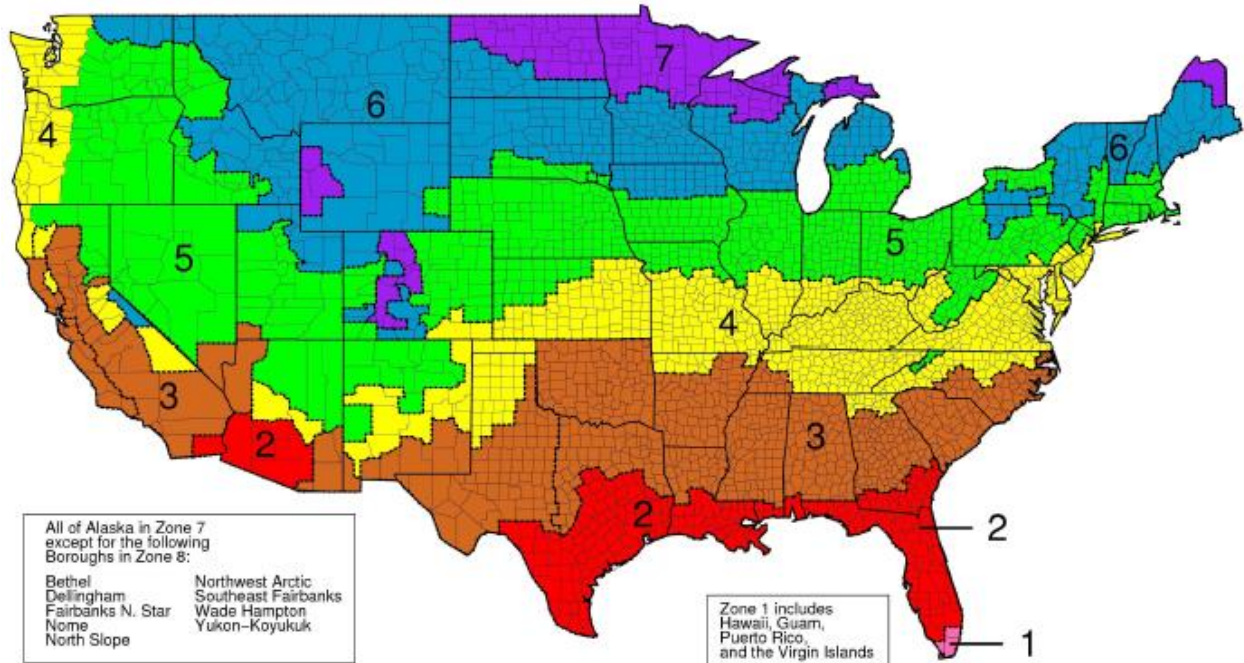 7
6
4
6
5
5
4
3
3
2
2
2
1
All of Alaska in Zone 7
except for the following
Boroughs in Zone 8:
Bethel Northwest Arctic
Dellingham Southeast Fairbanks
Fairbanks N. Star Wade Hampton
Nome Yukon-Koyukuk
North Slope
Zone 1 includes
Hawaii, Guam,
Puerto Rico,
and the Virgin Islands